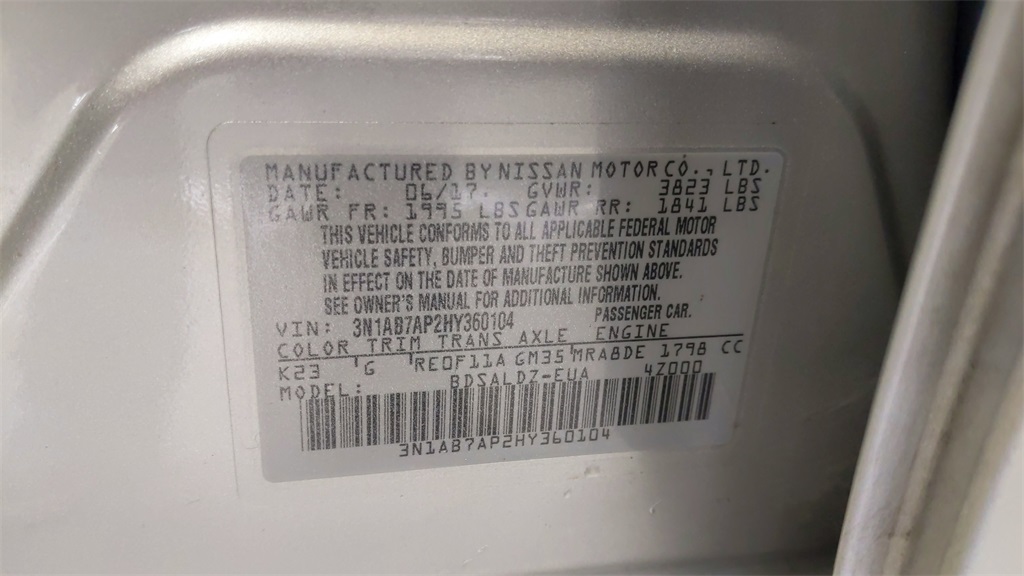 MANUFACTURED BY NISSAN MOTOR CO., LTD.
DATE: 06/17. GVWR: 3823 LBS
GAWR FR: 1995 LBS GAWR RR: 1841 LBS
THIS VEHICLE CONFORMS TO ALL APPLICABLE FEDERAL MOTOR
VEHICLE SAFETY, BUMPER AND THEFT PREVENTION STANDARDS
IN EFFECT ON THE DATE OF MANUFACTURE SHOWN ABOVE.
SEE OWNER'S MANUAL FOR ADDITIONAL INFORMATION.
VIN: 3N1AB7AP2HY360104 PASSENGER CAR.
COLOR TRIM TRANS AXLE ENGINE
K23 'G 'RE0F11A GM35'MRA8DE 1798 CC
MODEL: BDSALDZ-EUA 4Z000
3N1AB7AP2HY360104